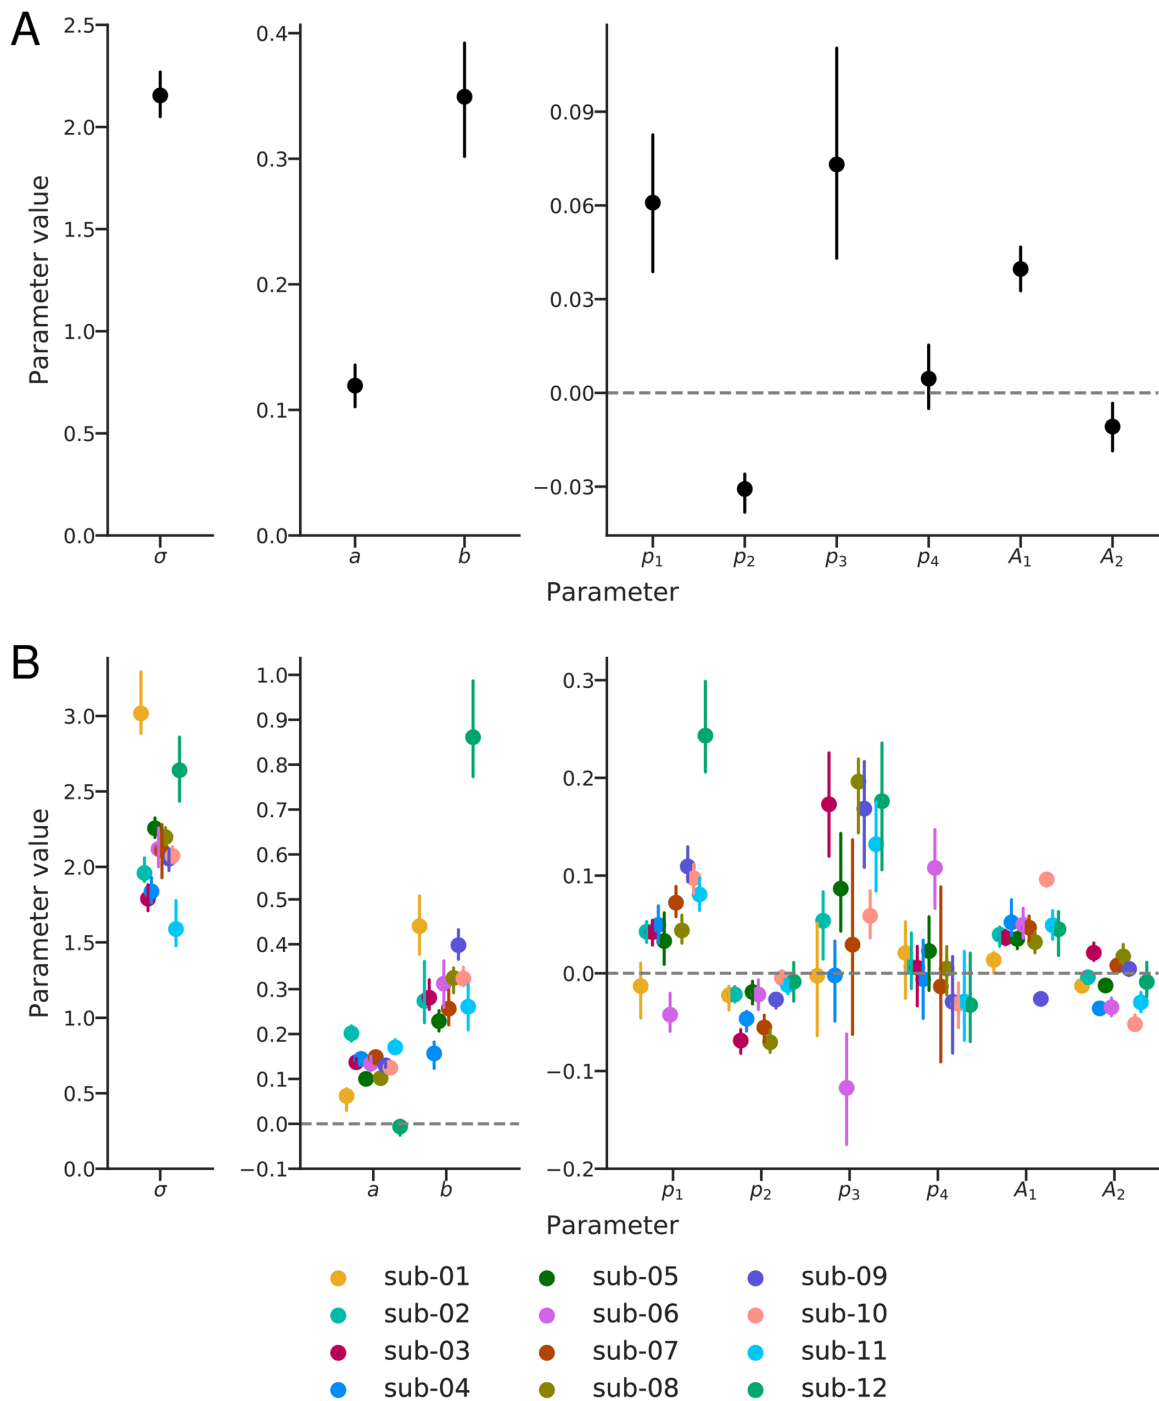 A
Parameter value
2.5
2.0
1.5
1.0
0.5
0.0
σ
0.4
0.3
0.2
0.1
0.0
a b
0.09
0.06
0.03
0.00
−0.03
p₁ p₂ p₃ p₄ A₁ A₂
Parameter
B
Parameter value
3.0
2.5
2.0
1.5
1.0
0.5
0.0
σ
1.0
0.9
0.8
0.7
0.6
0.5
0.4
0.3
0.2
0.1
0.0
−0.1
a b
0.3
0.2
0.1
0.0
−0.1
−0.2
p₁ p₂ p₃ p₄ A₁ A₂
Parameter
sub-01 sub-05 sub-09
sub-02 sub-06 sub-10
sub-03 sub-07 sub-11
sub-04 sub-08 sub-12